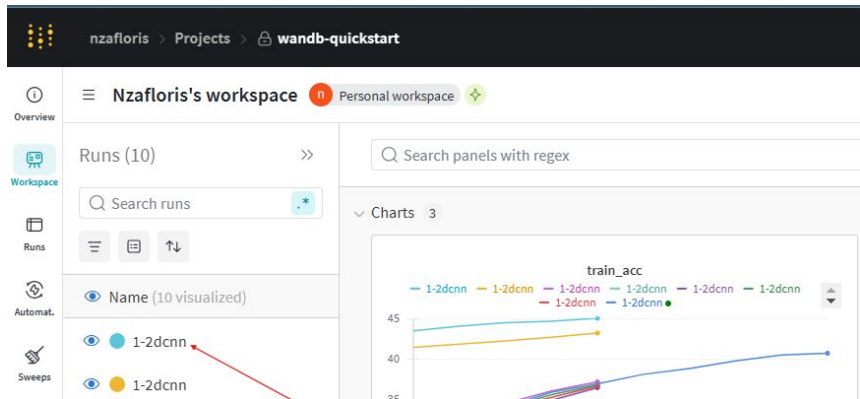 nzafloris > Projects > wandb-quickstart
Overview
Nzafloris's workspace n Personal workspace
Workspace
Runs (10)
Search panels with regex
Search runs .*
Charts 3
Runs
train_acc
1-2dcnn 1-2dcnn 1-2dcnn 1-2dcnn 1-2dcnn 1-2dcnn
1-2dcnn 1-2dcnn
Automat.
Name (10 visualized)
45
1-2dcnn
40
Sweeps
1-2dcnn
35